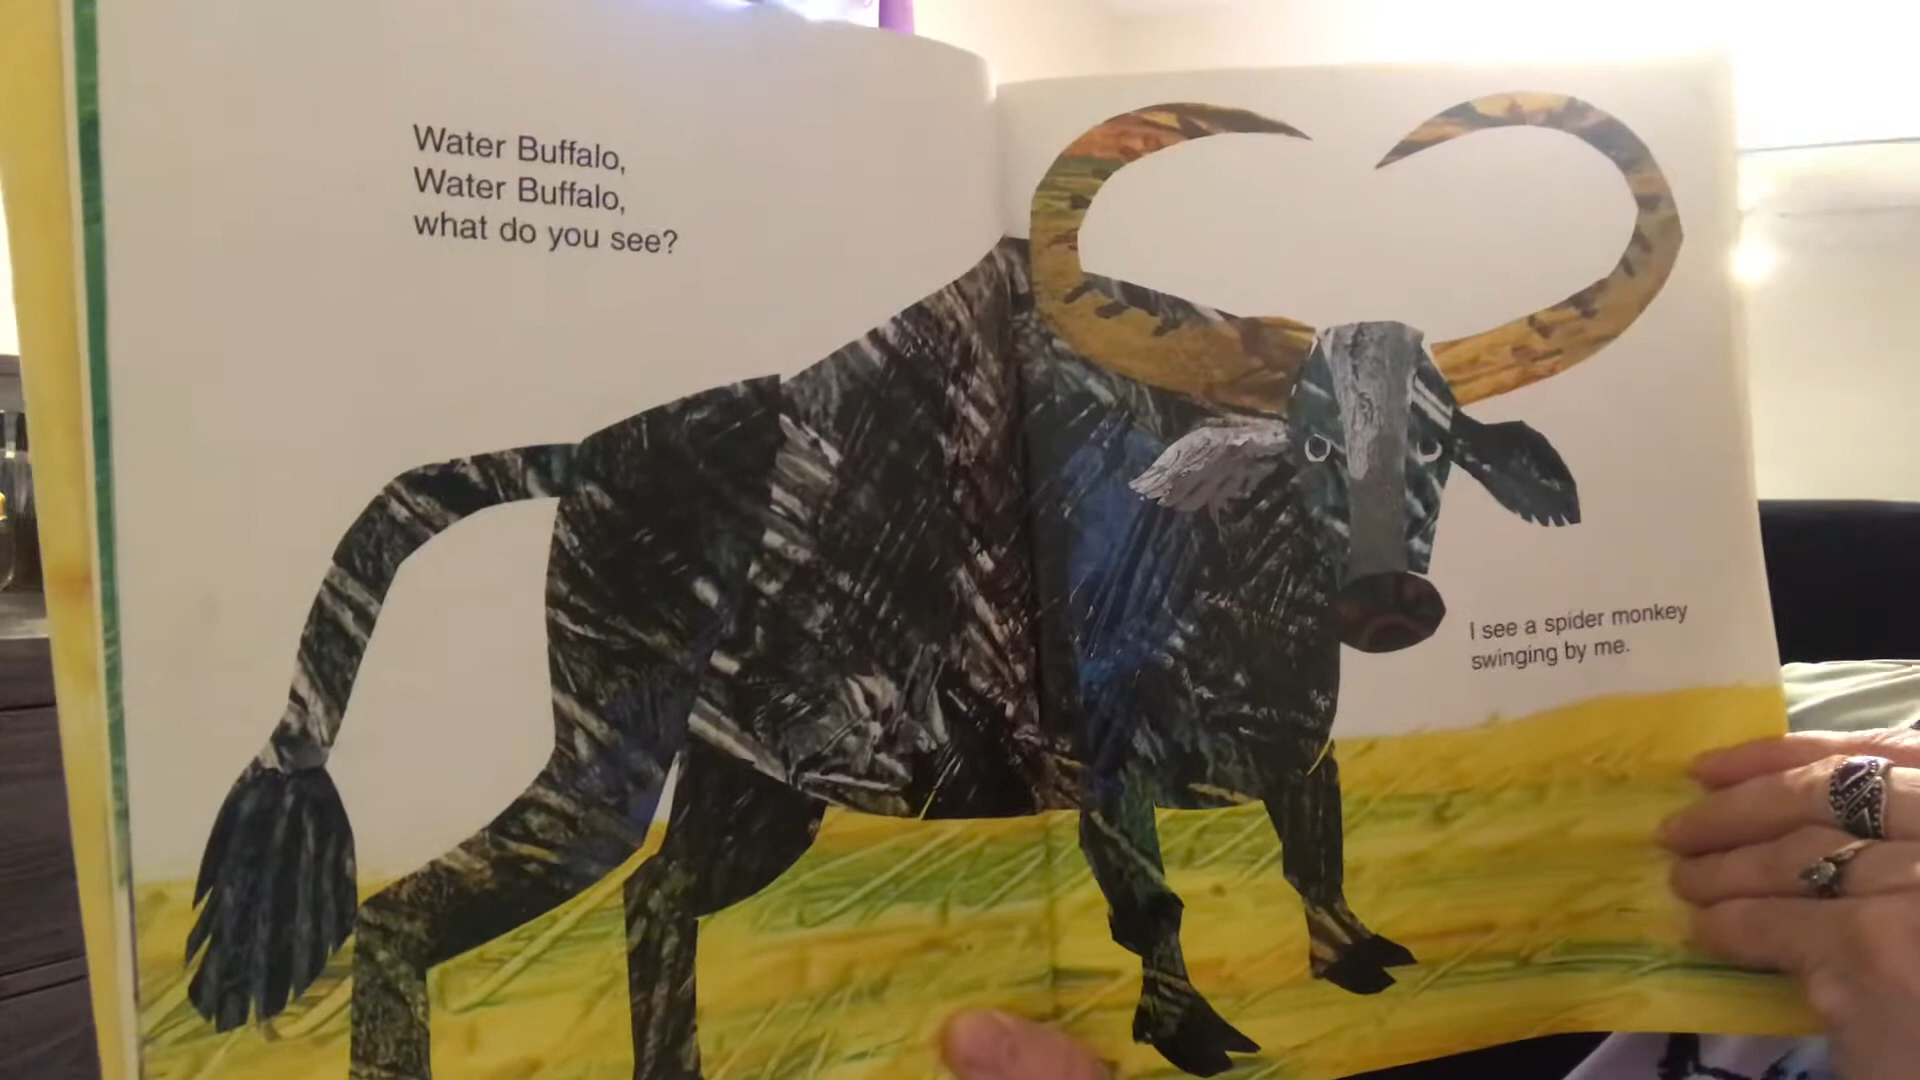 Water Buffalo,
Water Buffalo,
what do you see?
I see a spider monkey
swinging by me.